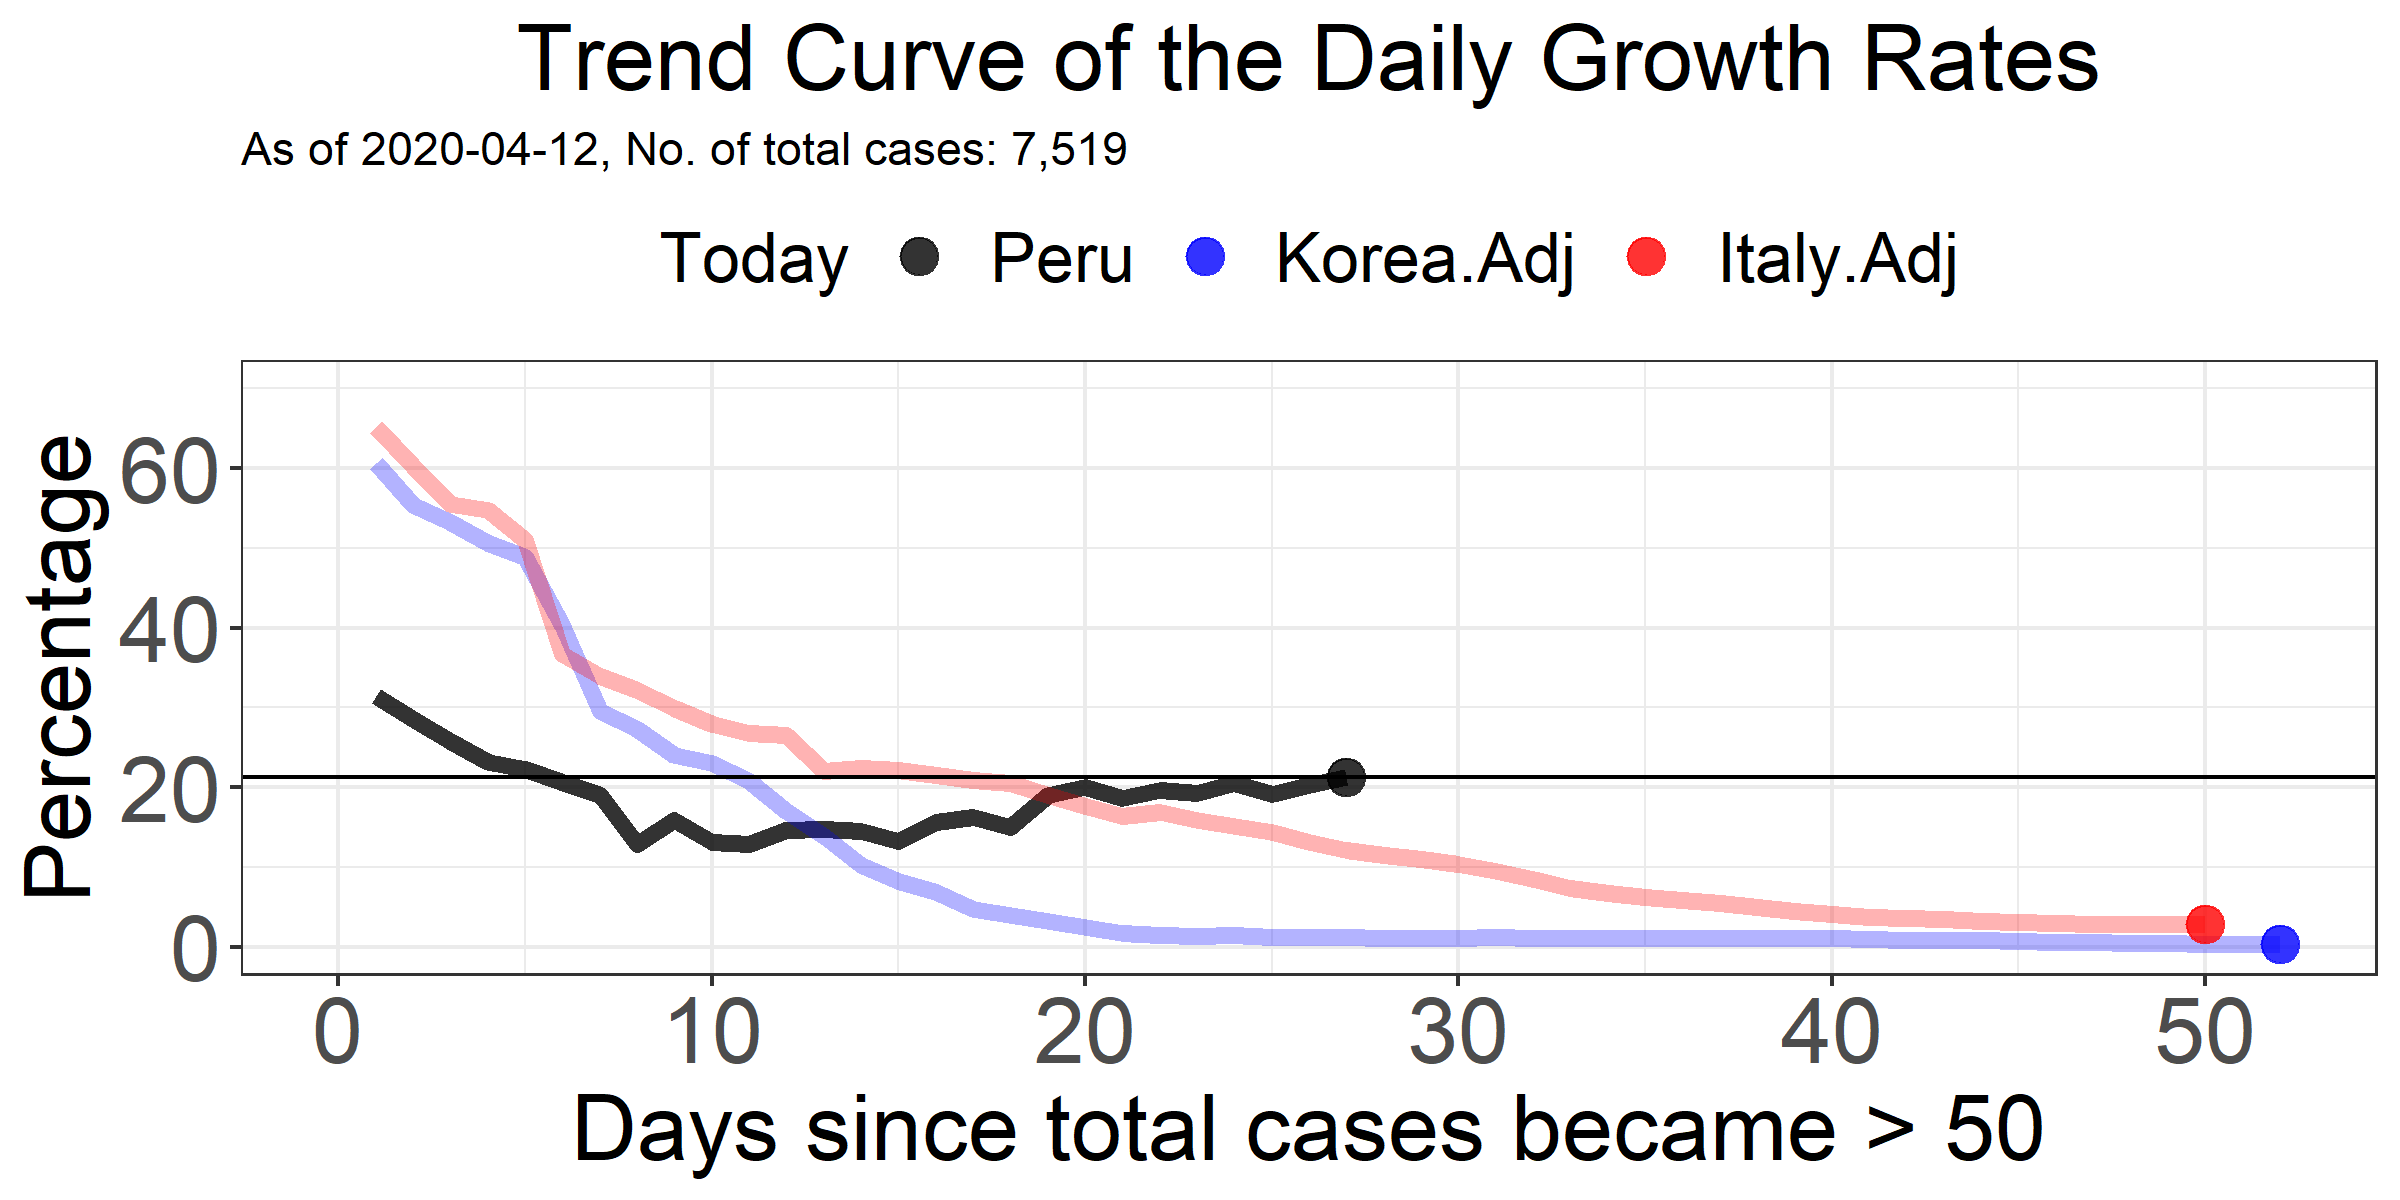 Trend Curve of the Daily Growth Rates
As of 2020-04-12, No. of total cases: 7,519
Today Peru Korea.Adj Italy.Adj
Percentage
60
40
20
0
0 10 20 30 40 50
Days since total cases became > 50